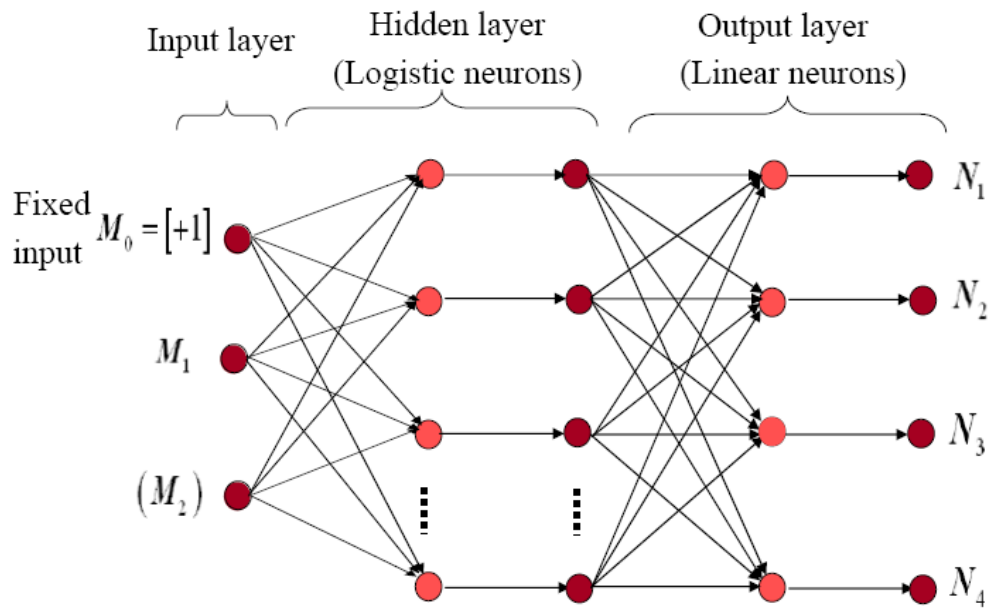 Input layer
Hidden layer
(Logistic neurons)
Output layer
(Linear neurons)
Fixed
input
M₀ = [+1]
M₁
(M₂)
N₁
N₂
N₃
N₄